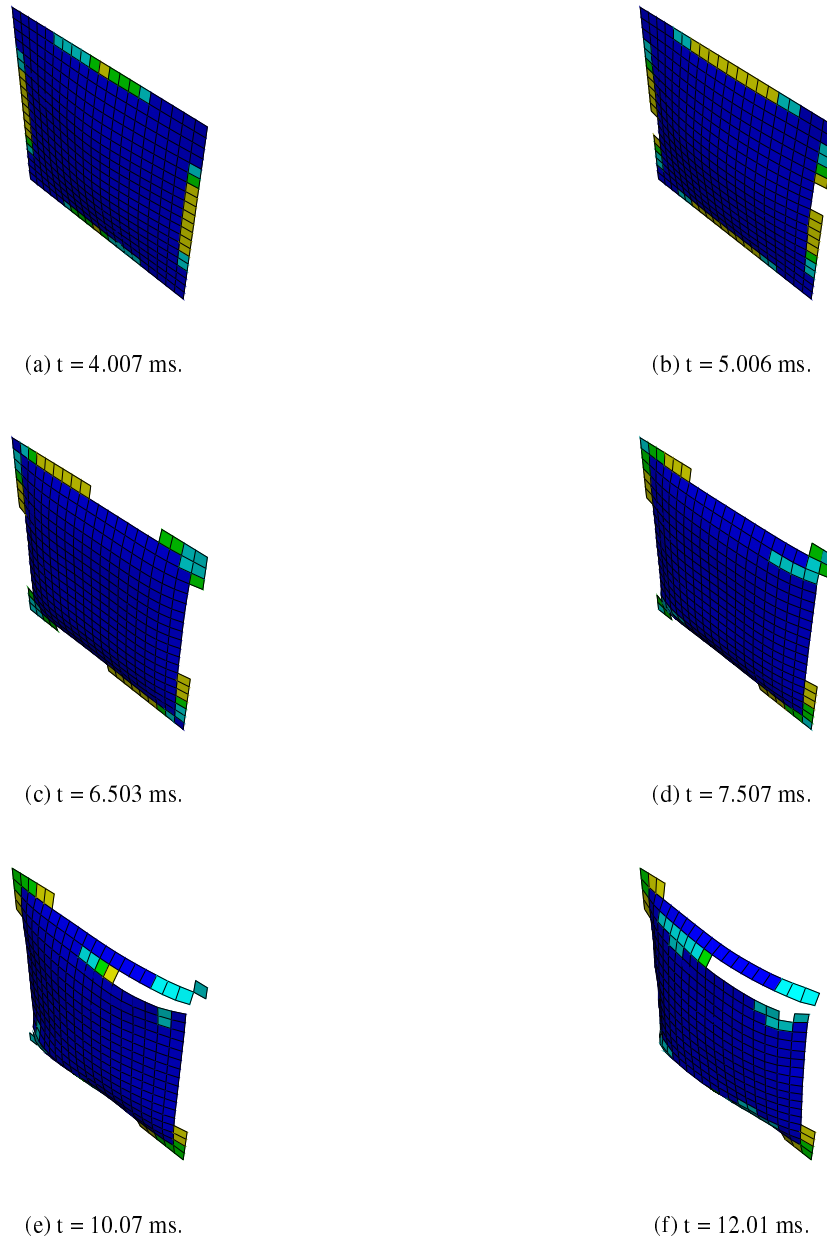 (a) t = 4.007 ms.
(b) t = 5.006 ms.
(c) t = 6.503 ms.
(d) t = 7.507 ms.
(e) t = 10.07 ms.
(f) t = 12.01 ms.